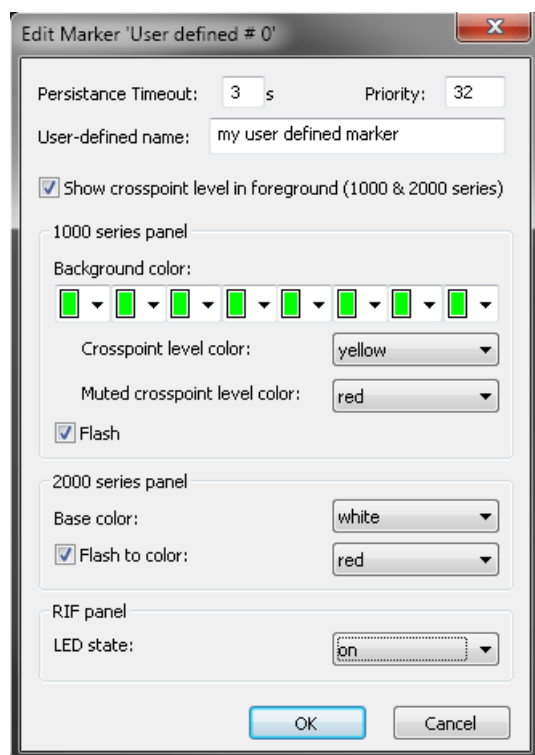 Edit Marker 'User defined # 0'
Persistance Timeout: 3 s Priority: 32
User-defined name: my user defined marker
Show crosspoint level in foreground (1000 & 2000 series)
1000 series panel
Background color:
Crosspoint level color: yellow
Muted crosspoint level color: red
Flash
2000 series panel
Base color: white
Flash to color: red
RIF panel
LED state: on
OK Cancel